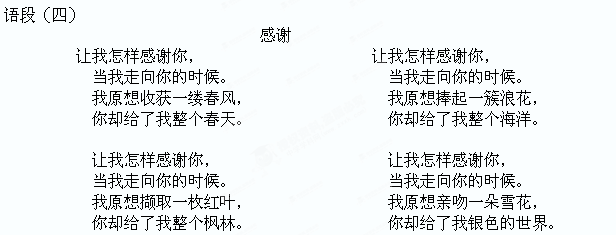 语段（四）
感谢
让我怎样感谢你，
当我走向你的时候。
我原想收获一缕春风，
你却给了我整个春天。
让我怎样感谢你，
当我走向你的时候。
我原想捧起一簇浪花，
你却给了我整个海洋。
让我怎样感谢你，
当我走向你的时候。
我原想撷取一枚红叶，
你却给了我整个枫林。
让我怎样感谢你，
当我走向你的时候。
我原想亲吻一朵雪花，
你却给了我银色的世界。